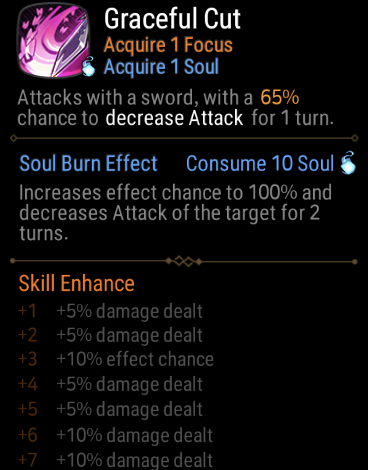 Graceful Cut
Acquire 1 Focus
Acquire 1 Soul
Attacks with a sword, with a 65%
chance to decrease Attack for 1 turn.
Soul Burn Effect Consume 10 Soul
Increases effect chance to 100% and
decreases Attack of the target for 2
turns.
Skill Enhance
+1 +5% damage dealt
+2 +5% damage dealt
+3 +10% effect chance
+4 +5% damage dealt
+5 +5% damage dealt
+6 +10% damage dealt
+7 +10% damage dealt